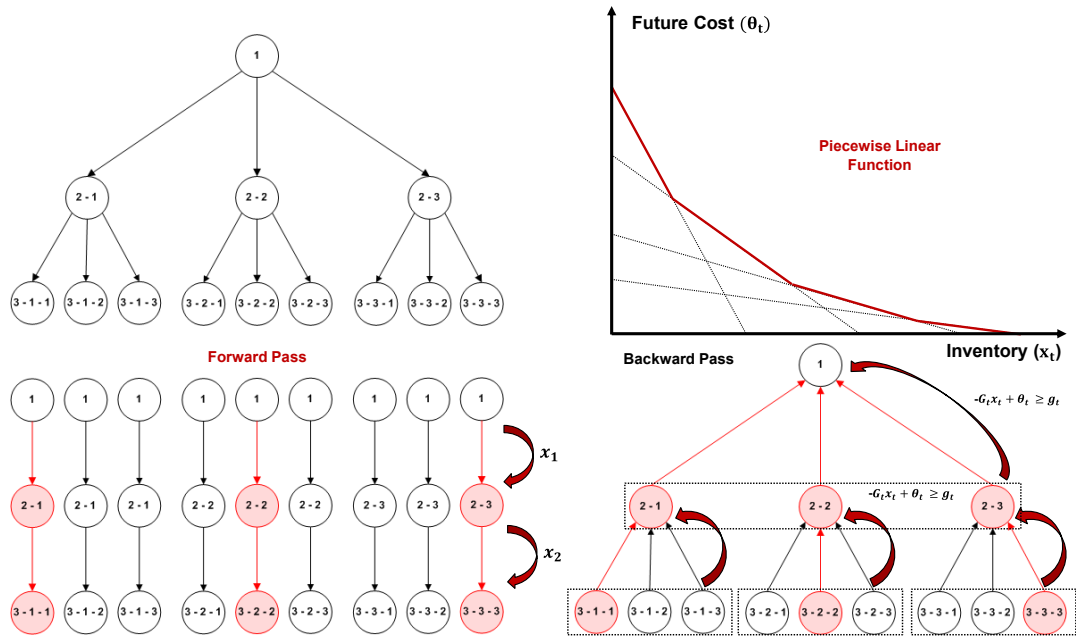 1
2 - 1
2 - 2
2 - 3
3 - 1 - 1
3 - 1 - 2
3 - 1 - 3
3 - 2 - 1
3 - 2 - 2
3 - 2 - 3
3 - 3 - 1
3 - 3 - 2
3 - 3 - 3
Future Cost (θt)
Piecewise Linear
Function
Inventory (xt)
Forward Pass
1
1
1
1
1
1
1
1
1
x1
2 - 1
2 - 1
2 - 1
2 - 2
2 - 2
2 - 2
2 - 3
2 - 3
2 - 3
x2
3 - 1 - 1
3 - 1 - 2
3 - 1 - 3
3 - 2 - 1
3 - 2 - 2
3 - 2 - 3
3 - 3 - 1
3 - 3 - 2
3 - 3 - 3
Backward Pass
1
-Gtxt + θt ≥ gt
-Gtxt + θt ≥ gt
2 - 1
2 - 2
2 - 3
3 - 1 - 1
3 - 1 - 2
3 - 1 - 3
3 - 2 - 1
3 - 2 - 2
3 - 2 - 3
3 - 3 - 1
3 - 3 - 2
3 - 3 - 3